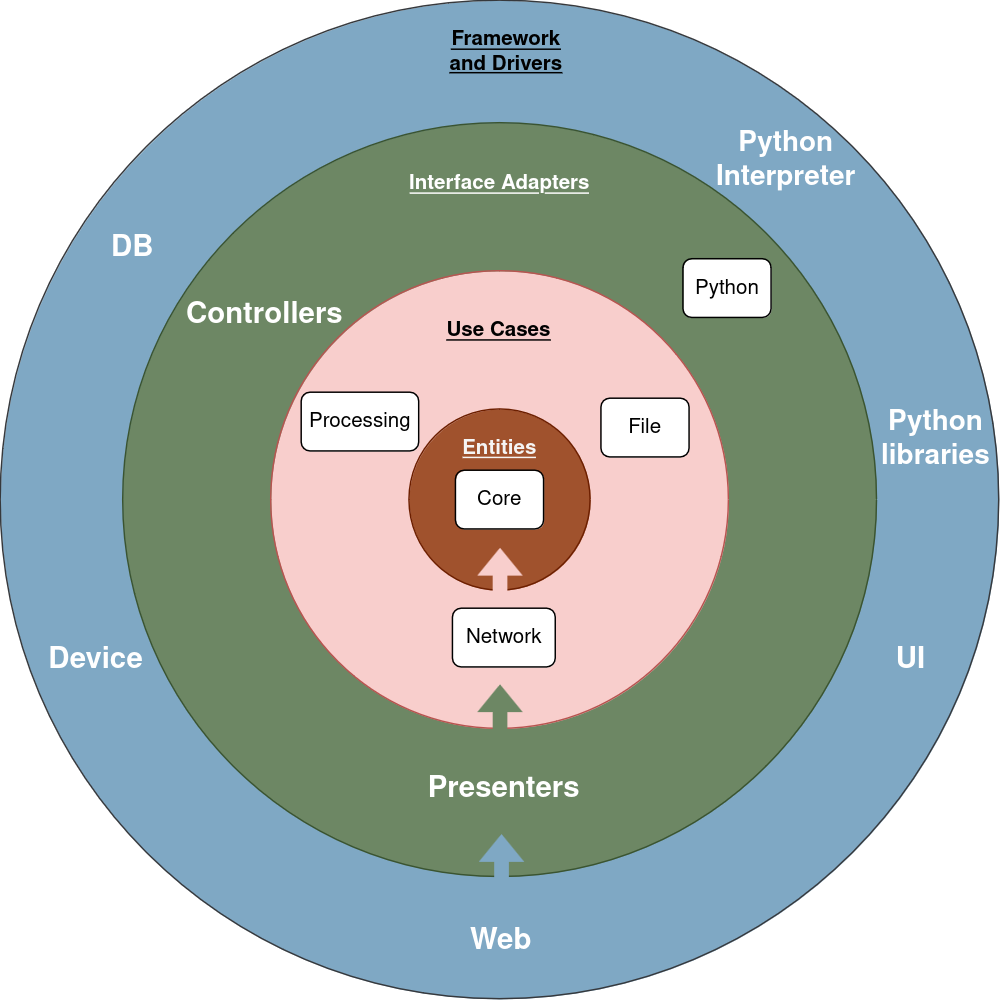 Framework
and Drivers
Python
Interpreter
Interface Adapters
DB
Python
Controllers
Use Cases
Processing
File
Python
libraries
Entities
Core
Network
Device
UI
Presenters
Web